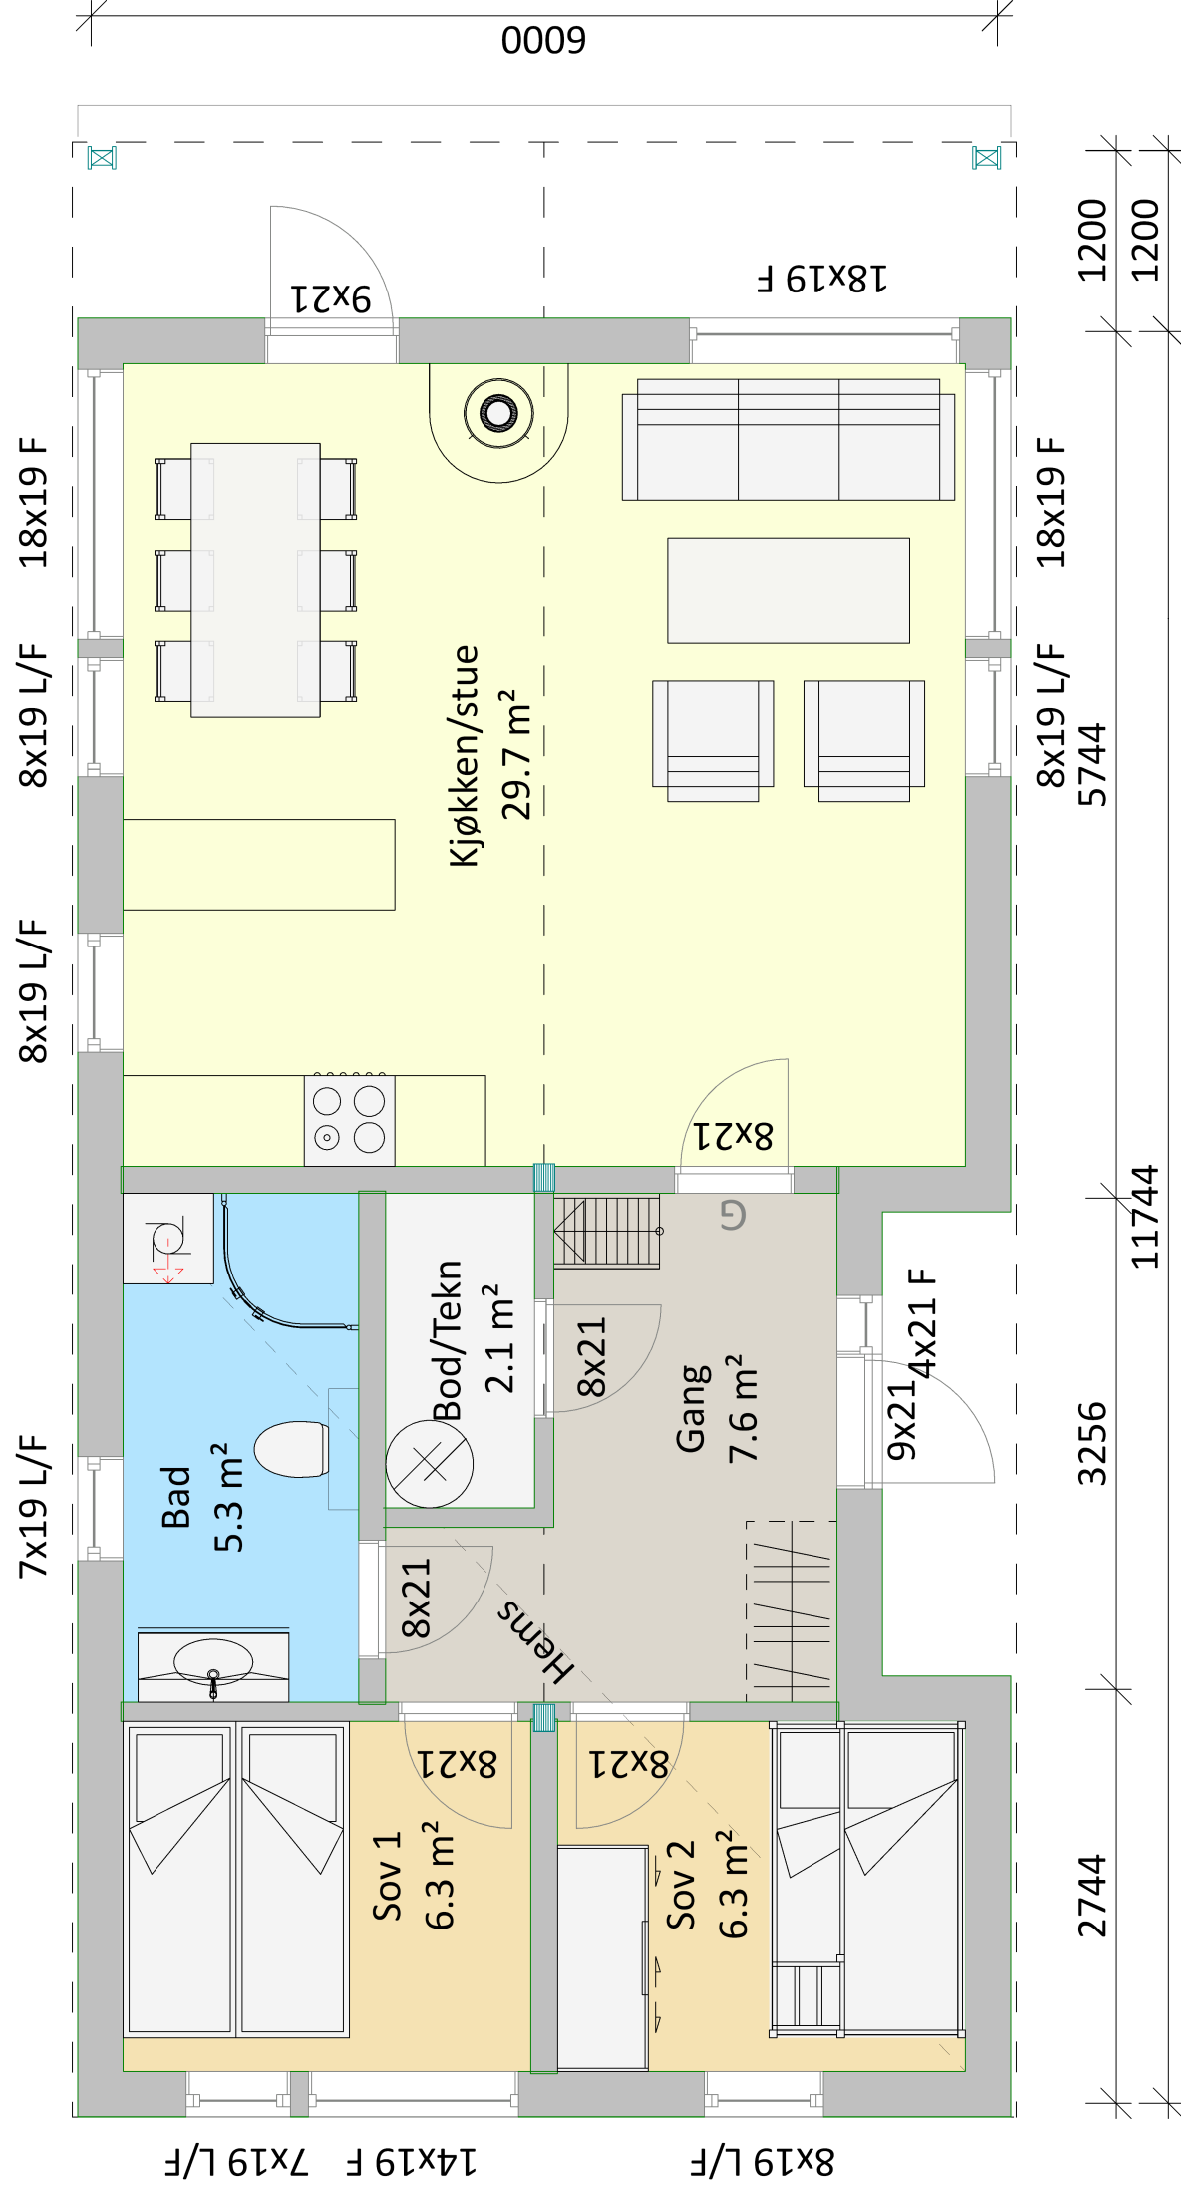 6000
1200
1200
9x21
18x19 F
18x19 F
18x19 F
8x19 L/F
8x19 L/F
5744
Kjøkken/stue
29.7 m²
8x19 L/F
8x21
11744
G
Bod/Tekn
2.1 m²
8x21
Gang
7.6 m²
4x21 F
9x21
3256
7x19 L/F
Bad
5.3 m²
8x21
Hems
8x21
8x21
Sov 1
6.3 m²
Sov 2
6.3 m²
2744
7x19 L/F
14x19 F
8x19 L/F